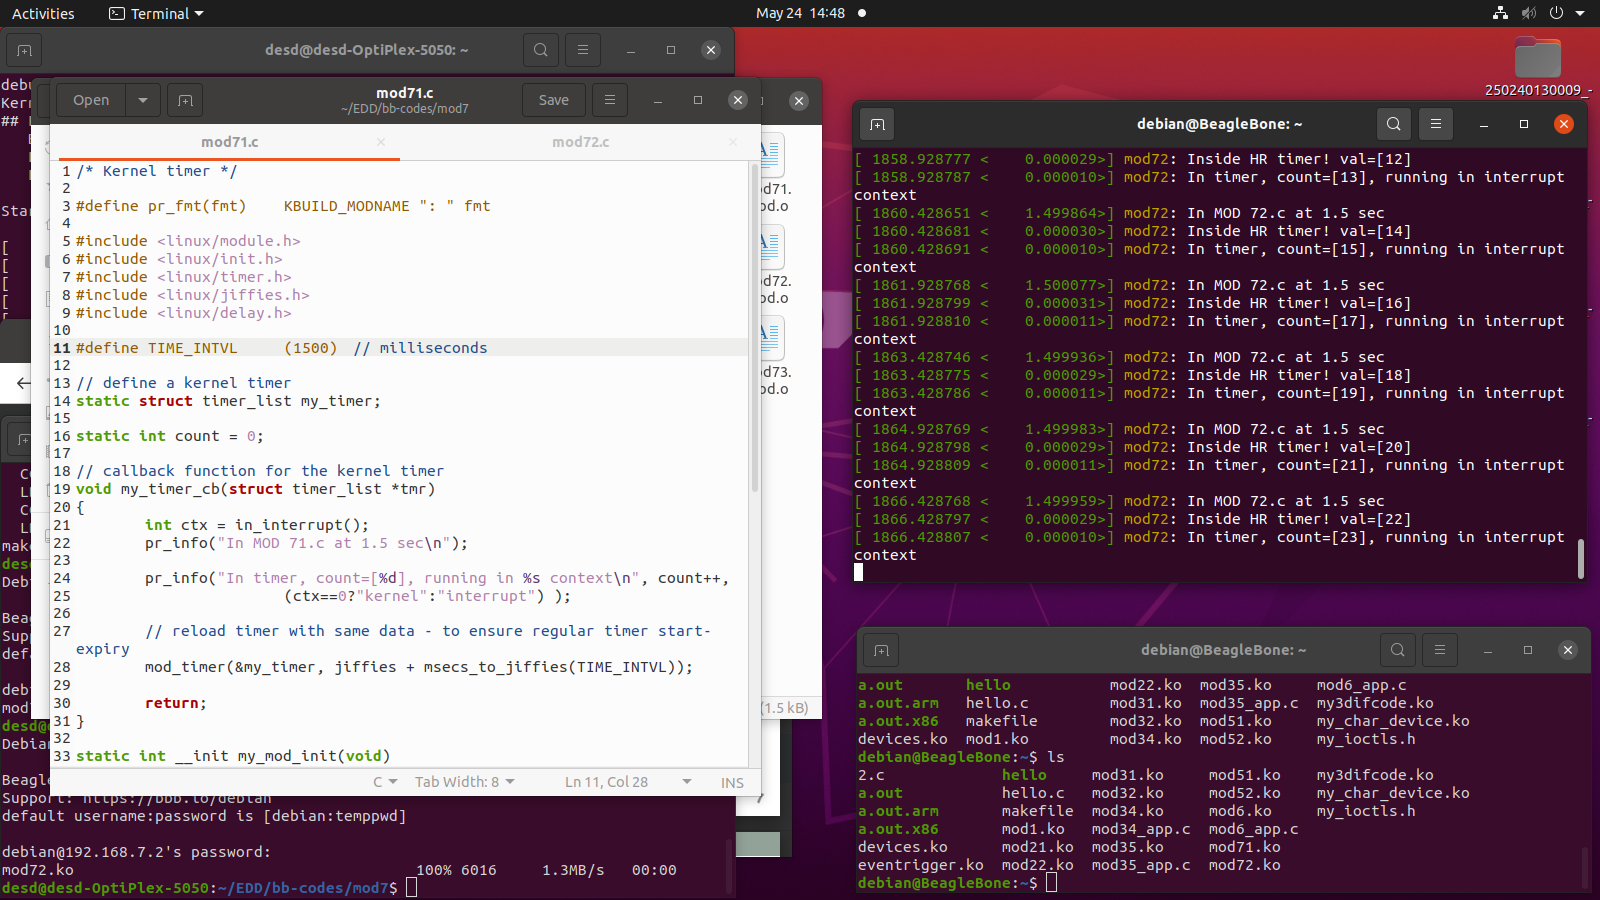 Activities
Terminal
May 24 14:48
desd@desd-OptiPlex-5050: ~
250240130009_-
Open
mod71.c
~/EDD/bb-codes/mod7
Save
mod71.c
mod72.c
1 /* Kernel timer */
2
3 #define pr_fmt(fmt)    KBUILD_MODNAME ": " fmt
4
5 #include <linux/module.h>
6 #include <linux/init.h>
7 #include <linux/timer.h>
8 #include <linux/jiffies.h>
9 #include <linux/delay.h>
10
11 #define TIME_INTVL     (1500)  // milliseconds
12
13 // define a kernel timer
14 static struct timer_list my_timer;
15
16 static int count = 0;
17
18 // callback function for the kernel timer
19 void my_timer_cb(struct timer_list *tmr)
20 {
21 int ctx = in_interrupt();
22 pr_info("In MOD 71.c at 1.5 sec\n");
23
24 pr_info("In timer, count=[%d], running in %s context\n", count++,
25 (ctx==0?"kernel":"interrupt") );
26
27 // reload timer with same data - to ensure regular timer start-
expiry
28 mod_timer(&my_timer, jiffies + msecs_to_jiffies(TIME_INTVL));
29
30 return;
31 }
32
33 static int __init my_mod_init(void)
C
Tab Width: 8
Ln 11, Col 28
INS
od71.
od.o
od72.
od.o
od73.
od.o
(1.5 kB)
debu
Kern
##
Star
[
[
[
[
[
make
desd
Debi
Beag
Supp
defa
debi
mod7
desd@
Debian
Beagle
Support: https://bbb.io/debian
default username:password is [debian:temppwd]
debian@192.168.7.2's password:
mod72.ko 100% 6016 1.3MB/s 00:00
desd@desd-OptiPlex-5050:~/EDD/bb-codes/mod7$
debian@BeagleBone: ~
[ 1858.928777 <    0.000029>] mod72: Inside HR timer! val=[12]
[ 1858.928787 <    0.000010>] mod72: In timer, count=[13], running in interrupt
context
[ 1860.428651 <    1.499864>] mod72: In MOD 72.c at 1.5 sec
[ 1860.428681 <    0.000030>] mod72: Inside HR timer! val=[14]
[ 1860.428691 <    0.000010>] mod72: In timer, count=[15], running in interrupt
context
[ 1861.928768 <    1.500077>] mod72: In MOD 72.c at 1.5 sec
[ 1861.928799 <    0.000031>] mod72: Inside HR timer! val=[16]
[ 1861.928810 <    0.000011>] mod72: In timer, count=[17], running in interrupt
context
[ 1863.428746 <    1.499936>] mod72: In MOD 72.c at 1.5 sec
[ 1863.428775 <    0.000029>] mod72: Inside HR timer! val=[18]
[ 1863.428786 <    0.000011>] mod72: In timer, count=[19], running in interrupt
context
[ 1864.928769 <    1.499983>] mod72: In MOD 72.c at 1.5 sec
[ 1864.928798 <    0.000029>] mod72: Inside HR timer! val=[20]
[ 1864.928809 <    0.000011>] mod72: In timer, count=[21], running in interrupt
context
[ 1866.428768 <    1.499959>] mod72: In MOD 72.c at 1.5 sec
[ 1866.428797 <    0.000029>] mod72: Inside HR timer! val=[22]
[ 1866.428807 <    0.000010>] mod72: In timer, count=[23], running in interrupt
context
debian@BeagleBone: ~
a.out hello mod22.ko mod35.ko mod6_app.c
a.out.arm hello.c mod31.ko mod35_app.c my3difcode.ko
a.out.x86 makefile mod32.ko mod51.ko my_char_device.ko
devices.ko mod1.ko mod34.ko mod52.ko my_ioctls.h
debian@BeagleBone:~$ ls
2.c hello mod31.ko mod51.ko my3difcode.ko
a.out hello.c mod32.ko mod52.ko my_char_device.ko
a.out.arm makefile mod34.ko mod6.ko my_ioctls.h
a.out.x86 mod1.ko mod34_app.c mod6_app.c
devices.ko mod21.ko mod35.ko mod71.ko
eventrigger.ko mod22.ko mod35_app.c mod72.ko
debian@BeagleBone:~$